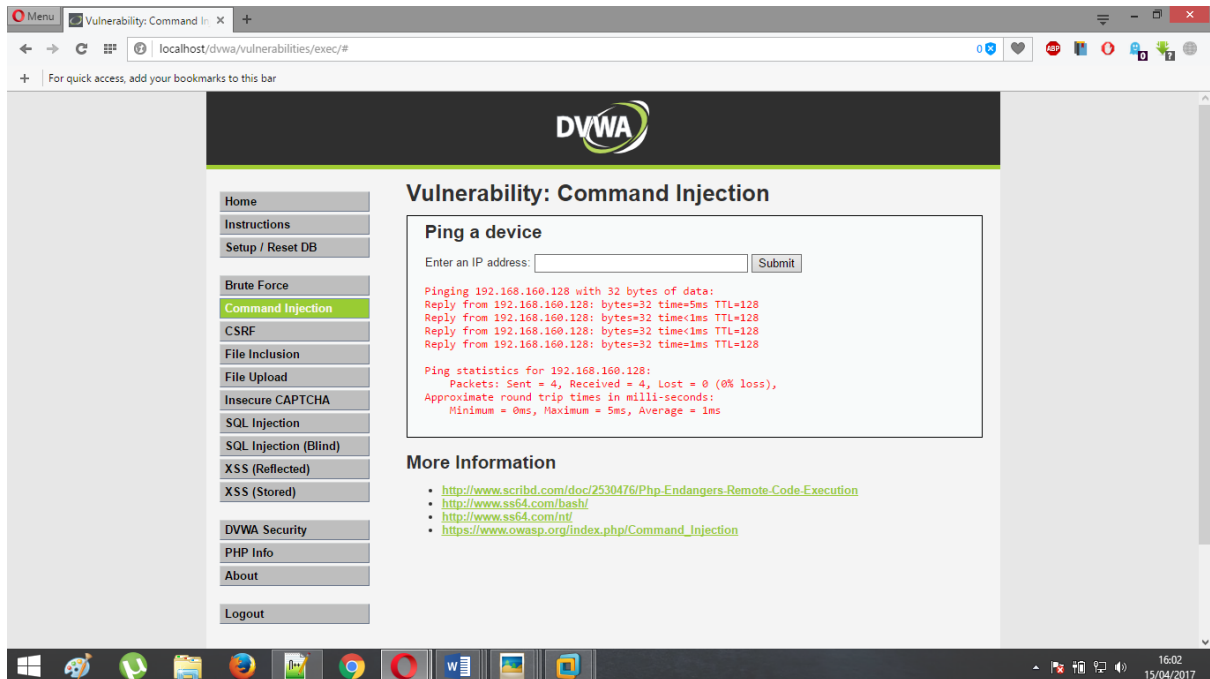 Menu
Vulnerability: Command In
localhost/dvwa/vulnerabilities/exec/#
0
ABP
0
?
For quick access, add your bookmarks to this bar
DVWA
Home
Instructions
Setup / Reset DB
Brute Force
Command Injection
CSRF
File Inclusion
File Upload
Insecure CAPTCHA
SQL Injection
SQL Injection (Blind)
XSS (Reflected)
XSS (Stored)
DVWA Security
PHP Info
About
Logout
Vulnerability: Command Injection
Ping a device
Enter an IP address:
Submit
Pinging 192.168.160.128 with 32 bytes of data:
Reply from 192.168.160.128: bytes=32 time=5ms TTL=128
Reply from 192.168.160.128: bytes=32 time<1ms TTL=128
Reply from 192.168.160.128: bytes=32 time<1ms TTL=128
Reply from 192.168.160.128: bytes=32 time=1ms TTL=128
Ping statistics for 192.168.160.128:
Packets: Sent = 4, Received = 4, Lost = 0 (0% loss),
Approximate round trip times in milli-seconds:
Minimum = 0ms, Maximum = 5ms, Average = 1ms
More Information
http://www.scribd.com/doc/2530476/Php-Endangers-Remote-Code-Execution
http://www.ss64.com/bash/
http://www.ss64.com/nt/
https://www.owasp.org/index.php/Command_Injection
16:02
15/04/2017